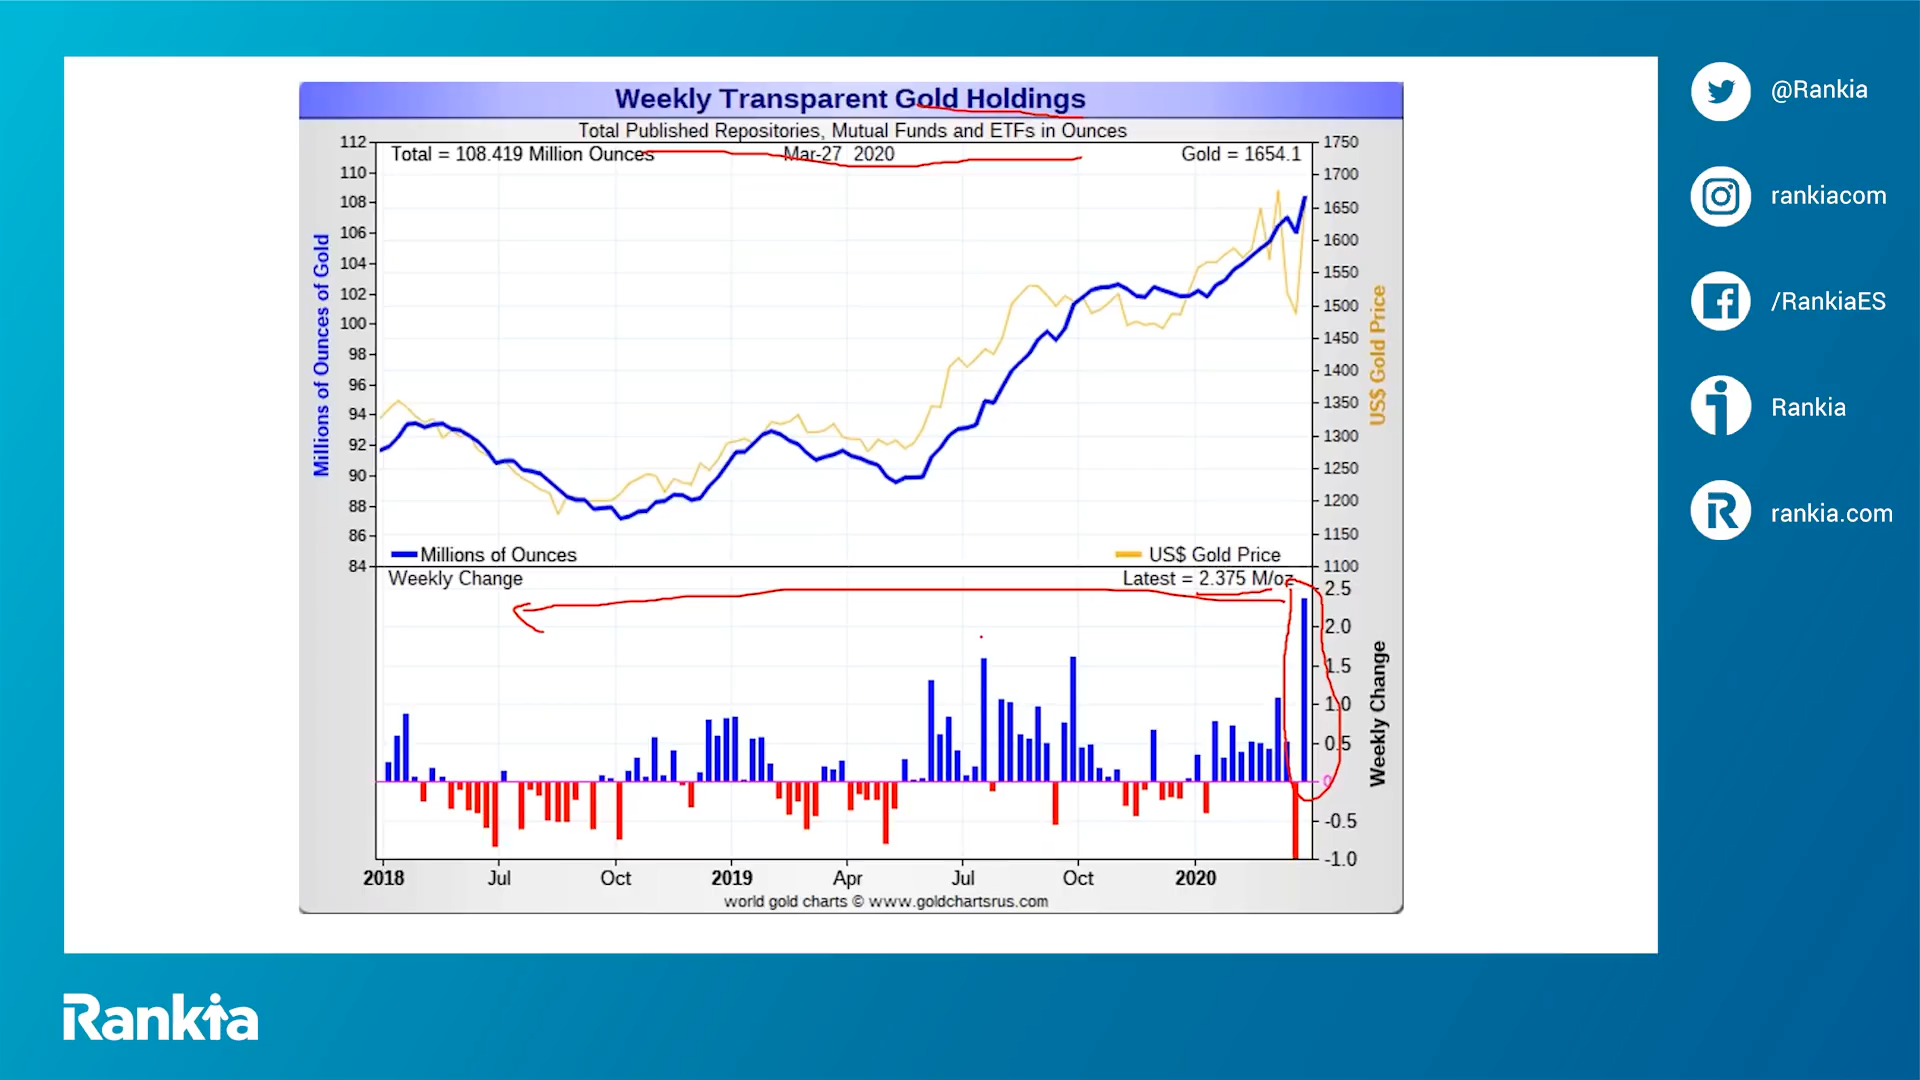 Weekly Transparent Gold Holdings
Total Published Repositories, Mutual Funds and ETFs in Ounces
Total = 108.419 Million Ounces
Mar-27 2020
Gold = 1654.1
112
110
108
106
104
102
100
98
96
94
92
90
88
86
84
Millions of Ounces of Gold
1750
1700
1650
1600
1550
1500
1450
1400
1350
1300
1250
1200
1150
1100
US$ Gold Price
Millions of Ounces
US$ Gold Price
Weekly Change
Latest = 2.375 M/oz
2.5
2.0
1.5
1.0
0.5
0
-0.5
-1.0
Weekly Change
2018
Jul
Oct
2019
Apr
Jul
Oct
2020
world gold charts © www.goldchartsrus.com
@Rankia
rankiacom
/RankiaES
Rankia
rankia.com
Rankia